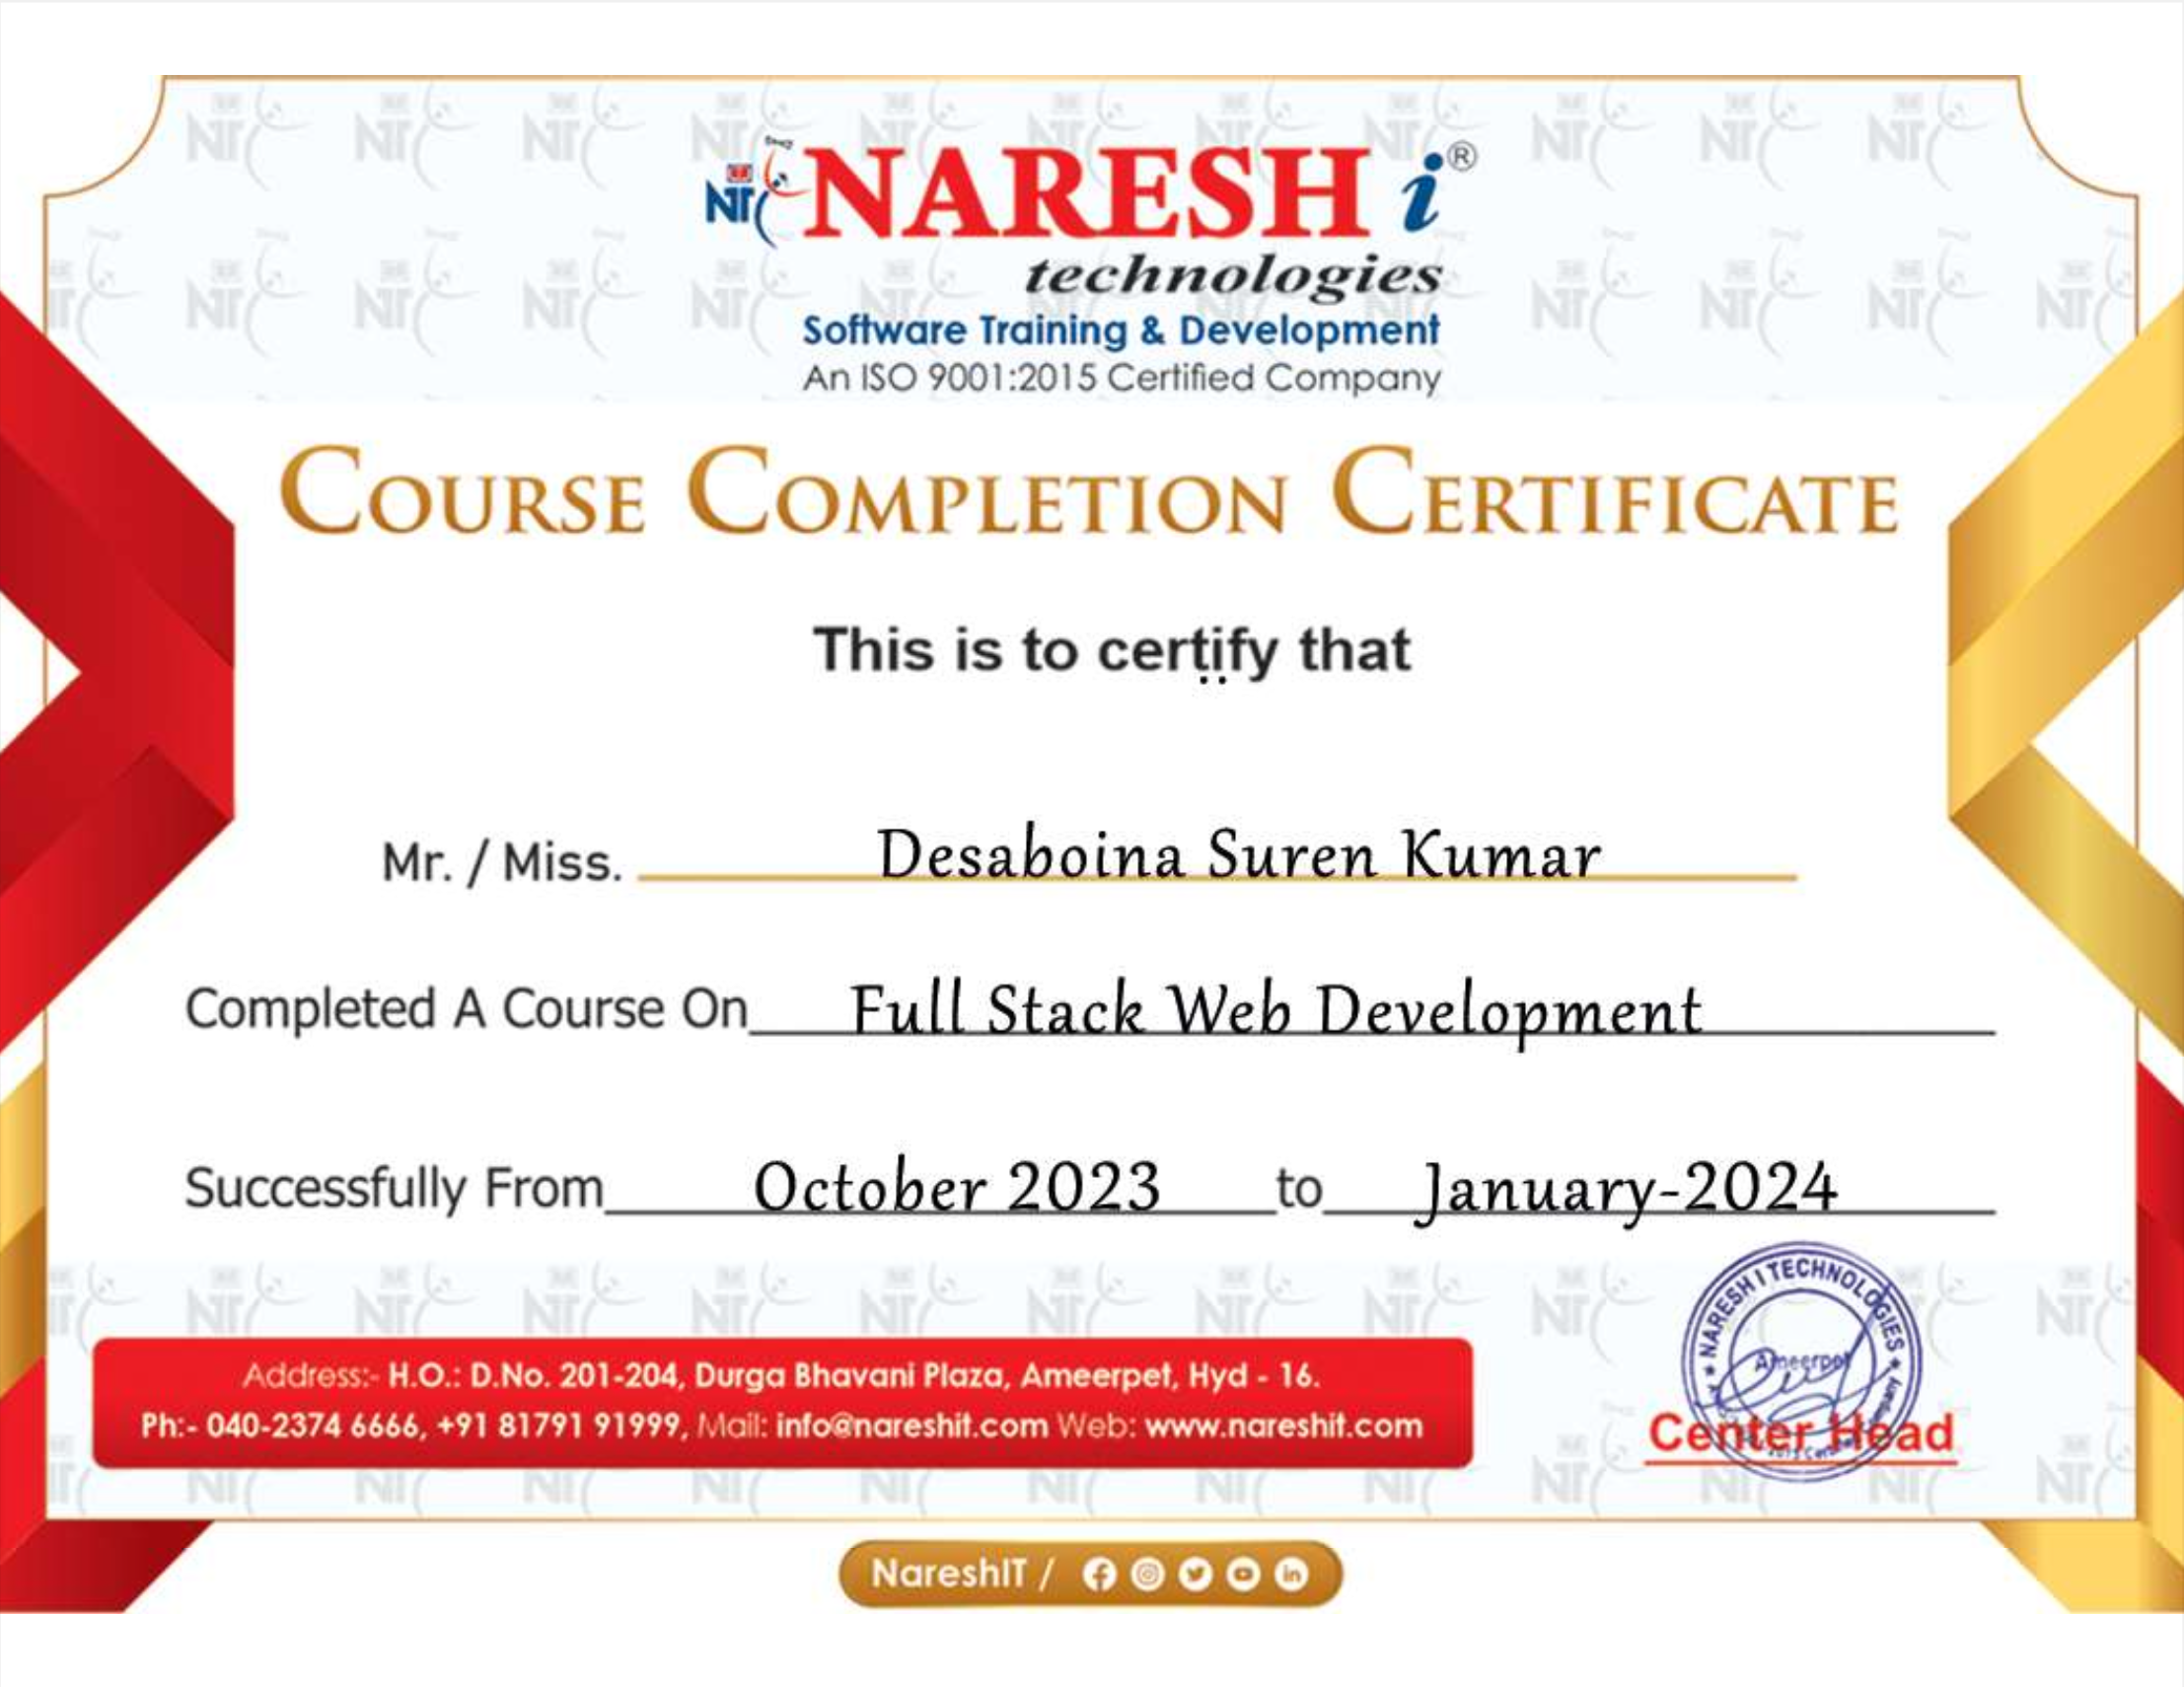 NARESH i®
technologies
Software Training & Development
An ISO 9001:2015 Certified Company
COURSE COMPLETION CERTIFICATE
This is to certify that
Mr. / Miss. Desaboina Suren Kumar
Completed A Course On Full Stack Web Development
Successfully From October 2023 to January-2024
NARESH I TECHNOLOGIES
Ameerpet
Center Head
Address:- H.O.: D.No. 201-204, Durga Bhavani Plaza, Ameerpet, Hyd - 16.
Ph:- 040-2374 6666, +91 81791 91999, Mail: info@nareshit.com Web: www.nareshit.com
NareshIT /